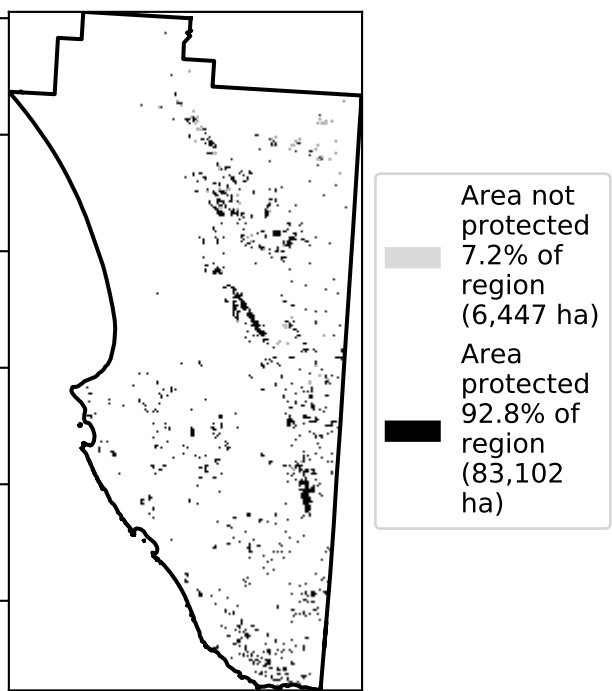 Area not
protected
7.2% of
region
(6,447 ha)
Area
protected
92.8% of
region
(83,102
ha)